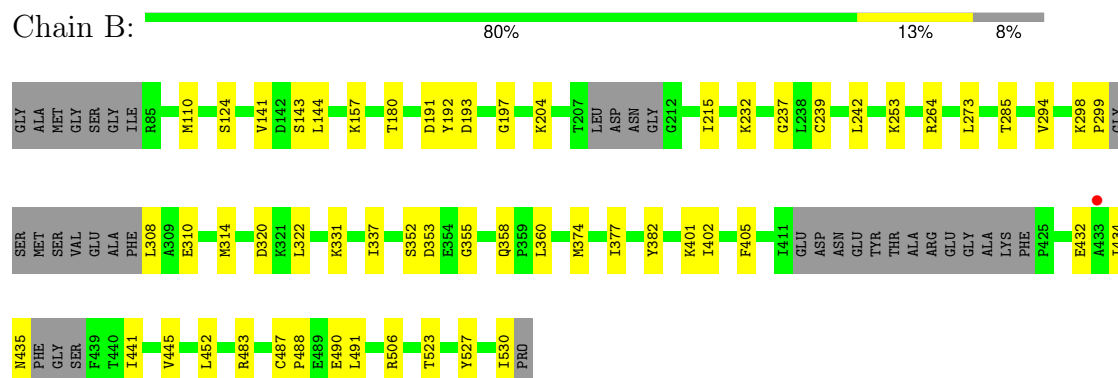 Chain B:
80% 13% 8%
GLY ALA MET GLY SER GLY ILE R85 M110 S124 V141 D142 S143 L144 K157 T180 D191 Y192 D193 G197 K204 T207 LEU ASP ASN GLY G212 I215 K232 G237 L238 C239 L242 K253 R264 L273 T285 V294 K298 P299 GLY
SER MET SER VAL GLU ALA PHE L308 A309 E310 M314 D320 K321 L322 K331 I337 S352 D353 E354 G355 Q358 P359 L360 M374 I377 Y382 K401 I402 F405 I411 GLU ASP ASN GLU TYR THR ALA ARG GLU GLY ALA LYS PHE P425 E432 A433 I434
N435 PHE GLY SER F439 T440 I441 V445 L452 R483 C487 P488 E489 E490 L491 R506 T523 Y527 I530 PRO